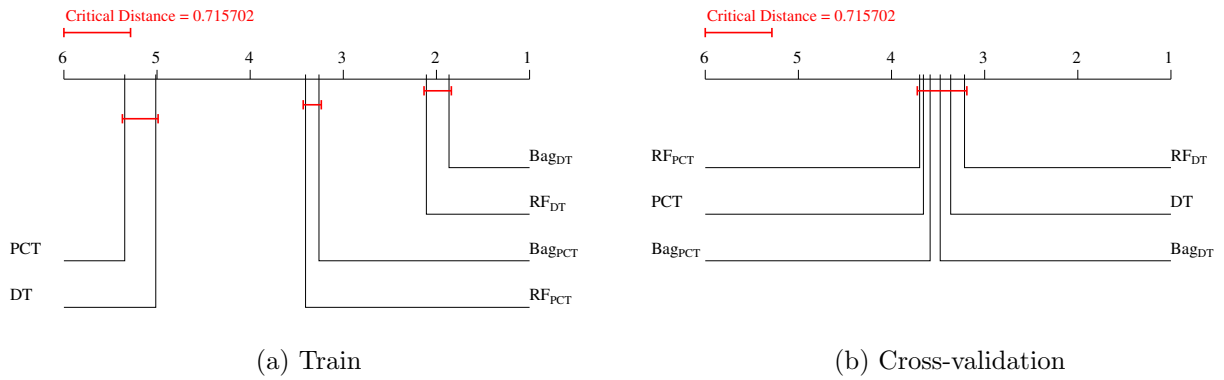 Critical Distance = 0.715702
6 5 4 3 2 1
Bag_DT
RF_DT
PCT Bag_PCT
DT RF_PCT
(a) Train
Critical Distance = 0.715702
6 5 4 3 2 1
RF_PCT RF_DT
PCT DT
Bag_PCT Bag_DT
(b) Cross-validation